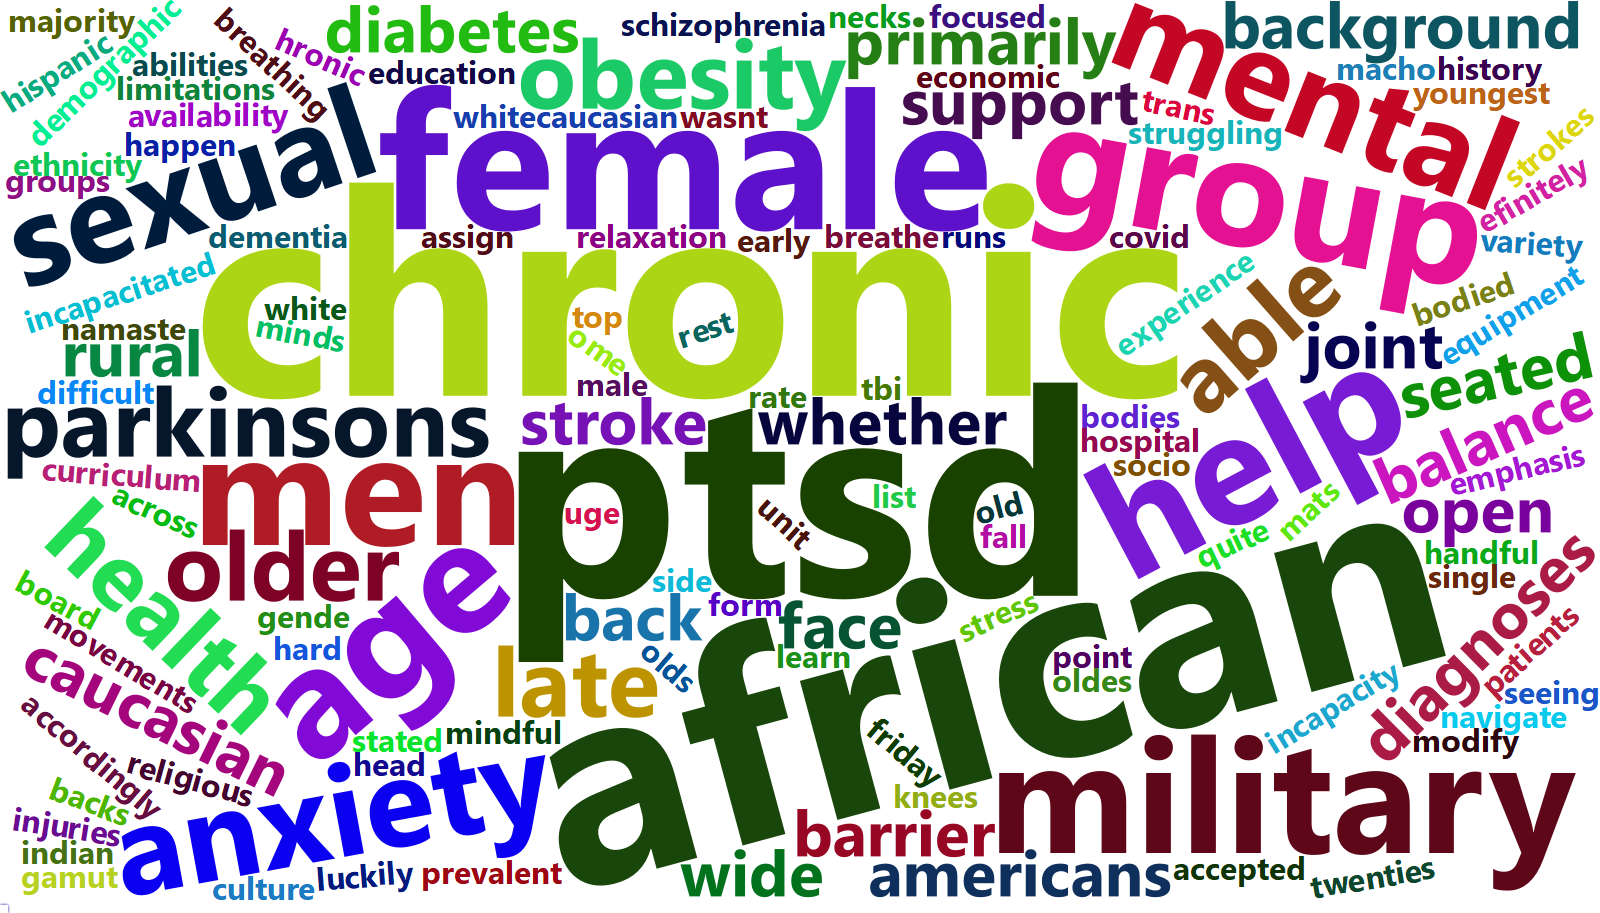 majority
hispanic
demographic
breathing
hronic
diabetes
schizophrenia
necks
focused
primarily
mental
background
abilities
limitations
availability
happen
ethnicity
groups
education
obesity
economic
support
trans
struggling
macho
history
youngest
strokes
efinitely
variety
whitecaucasian
wasnt
sexual
female
group
dementia
assign
relaxation
early
breathe
runs
covid
incapacitated
namaste
rural
difficult
white
minds
chronic
top
ome
rest
experience
able
bodied
equipment
joint
seated
parkinsons
male
stroke
rate
tbi
whether
bodies
hospital
socio
help
balance
emphasis
open
curriculum
across
men
ptsd
uge
unit
list
old
fall
quite
mats
handful
single
health
older
board
movements
gende
hard
age
side
back
form
face
learn
stress
olds
point
oldes
african
diagnoses
patients
incapacity
seeing
navigate
modify
caucasian
late
stated
mindful
head
accordingly
religious
backs
injuries
indian
gamut
anxiety
friday
knees
military
barrier
culture
luckily
prevalent
wide
americans
accepted
twenties